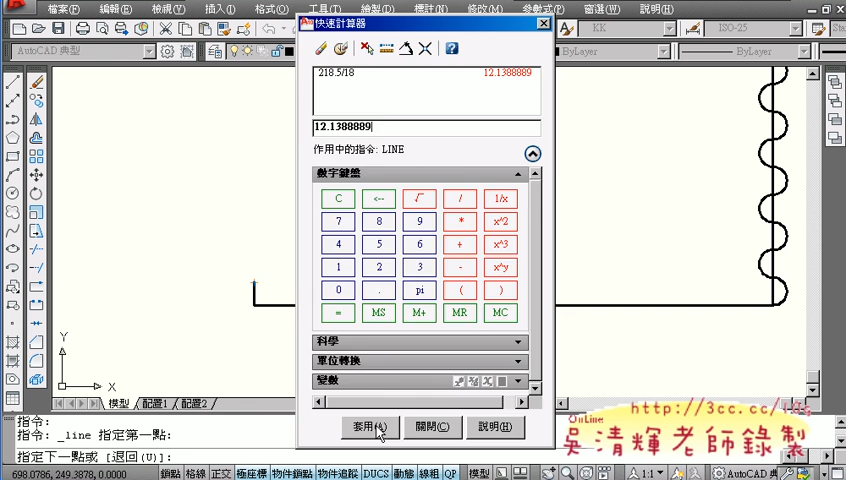 檔案(F) 編輯(E) 檢視(V) 插入(I) 格式(O) 工具(T) 繪製(D) 標註(N) 修改(M) 參數式(P) 視窗(W) 說明(H)
快速計算器
KK ISO-25
AutoCAD 典型
ByLayer ByLayer
218.5/18 12.1388889
12.1388889
作用中的指令: LINE
數字鍵盤
C <-- √ / 1/x
7 8 9 * x^2
4 5 6 + x^3
1 2 3 - x^y
0 . pi ( )
= MS M+ MR MC
科學
單位轉換
變數
Y
X
模型 配置1 配置2
套用(A) 關閉(C) 說明(H)
指令:
指令: _line 指定第一點:
指定下一點或 [退回(U)]:
OnLine http://3cc.cc/1dg
吳清輝老師錄製
698.0786, 249.3878, 0.0000 鎖點 格線 正交 極座標 物件鎖點 物件追蹤 DUCS 動態 線粗 QP 模型 1:1 AutoCAD 典型